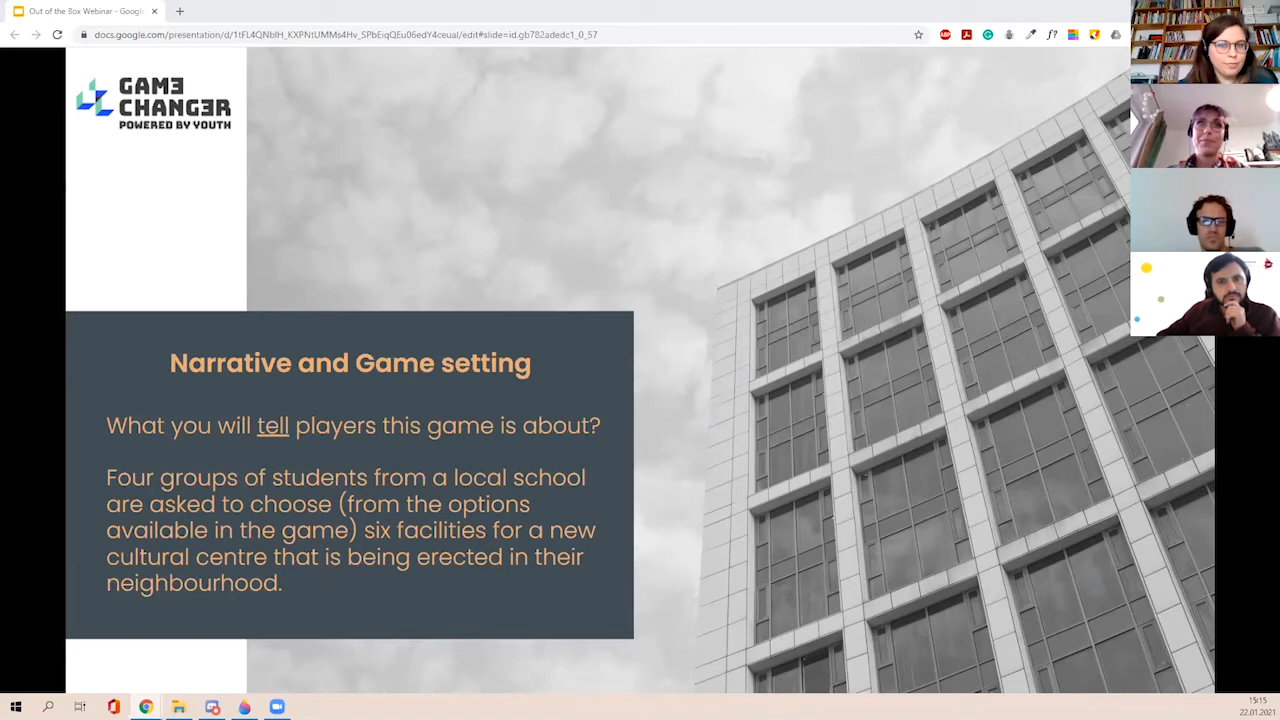 Out of the Box Webinar - Googl
docs.google.com/presentation/d/1tFL4QNblH_KXPNtUMMs4Hv_SPbEiqQEu06edY4ceuaI/edit#slide=id.gb782adedc1_0_57
GAME
CHANGER
POWERED BY YOUTH
Narrative and Game setting
What you will tell players this game is about?
Four groups of students from a local school
are asked to choose (from the options
available in the game) six facilities for a new
cultural centre that is being erected in their
neighbourhood.
15:15
22.01.2021